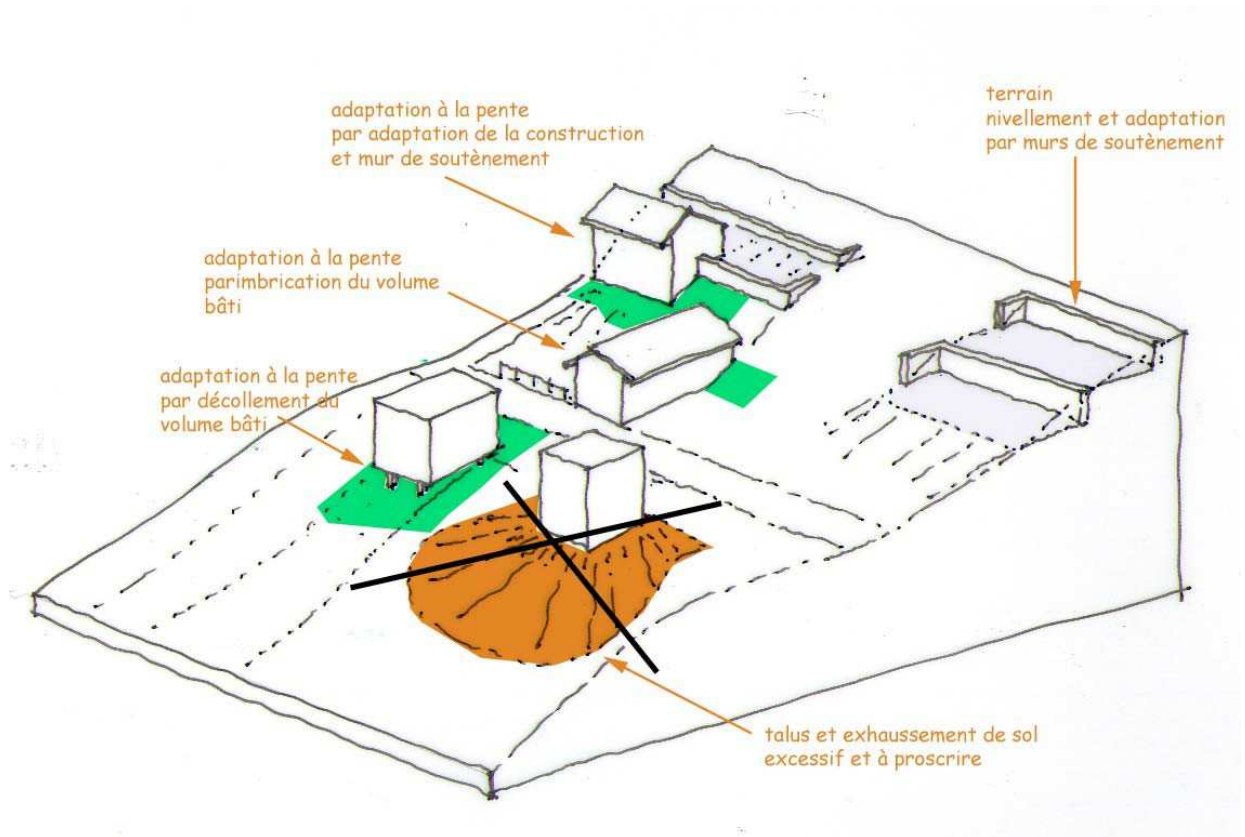 adaptation à la pente
par adaptation de la construction
et mur de soutènement
terrain
nivellement et adaptation
par murs de soutènement
adaptation à la pente
parimbrication du volume
bâti
adaptation à la pente
par décollement du
volume bâti
talus et exhaussement de sol
excessif et à proscrire